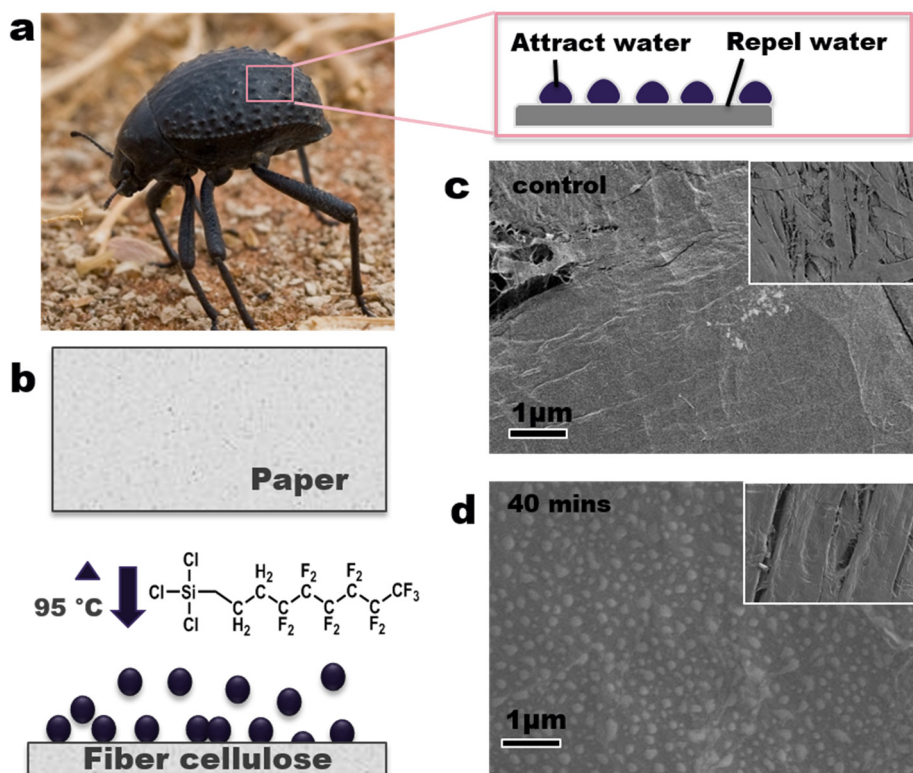 a
Attract water
Repel water
c
control
1μm
b
Paper
95 °C
Cl
Cl
Si
Cl
H₂
H₂
F₂
F₂
F₂
F₂
F₂
CF₃
Fiber cellulose
d
40 mins
1μm